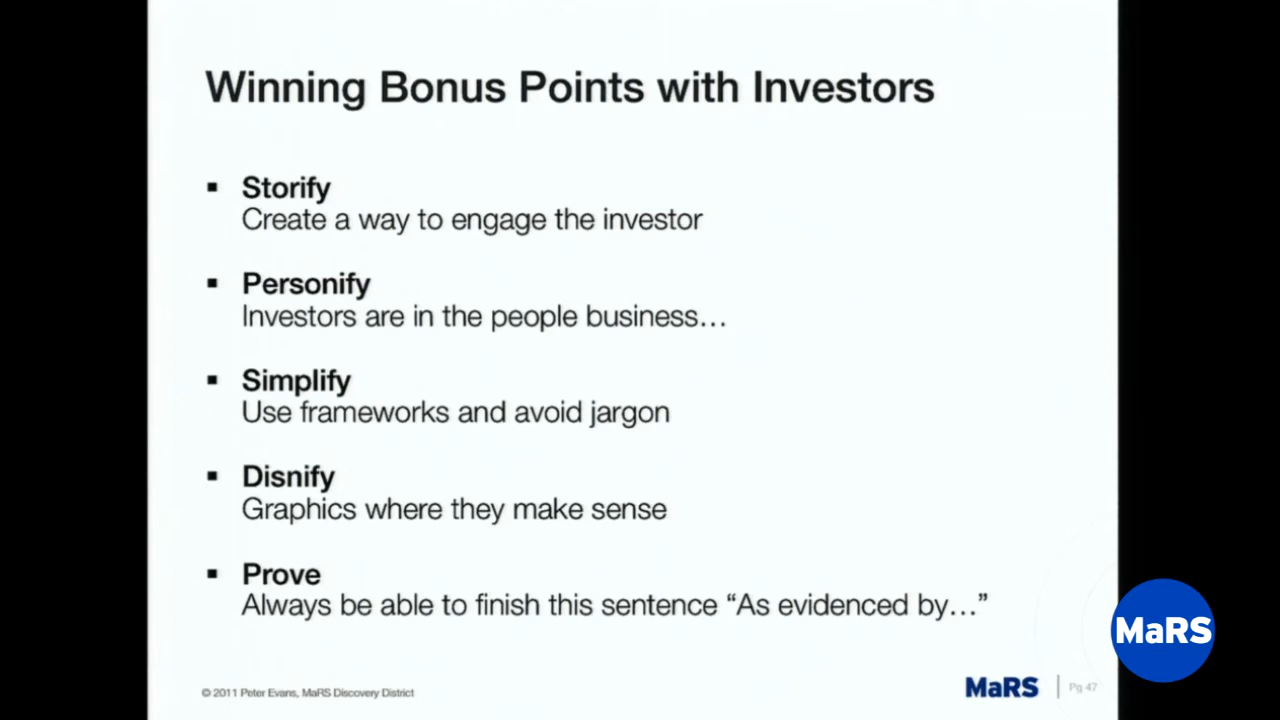 Winning Bonus Points with Investors
▪ Storify
Create a way to engage the investor
▪ Personify
Investors are in the people business…
▪ Simplify
Use frameworks and avoid jargon
▪ Disnify
Graphics where they make sense
▪ Prove
Always be able to finish this sentence “As evidenced by…”
MaRS
© 2011 Peter Evans, MaRS Discovery District
MaRS | Pg 47